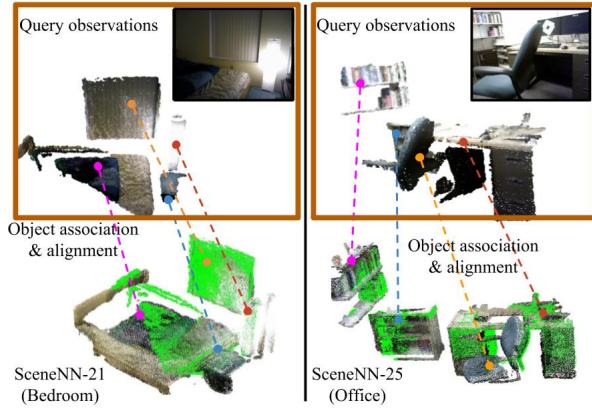 Query observations
Object association
& alignment
SceneNN-21
(Bedroom)
Query observations
Object association
& alignment
SceneNN-25
(Office)